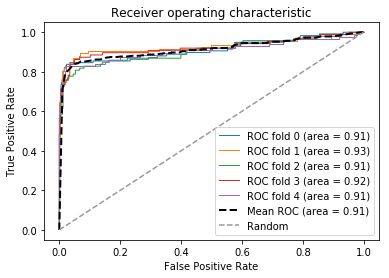 Receiver operating characteristic
1.0
0.8
0.6
0.4
0.2
0.0
True Positive Rate
ROC fold 0 (area = 0.91)
ROC fold 1 (area = 0.93)
ROC fold 2 (area = 0.91)
ROC fold 3 (area = 0.92)
ROC fold 4 (area = 0.91)
Mean ROC (area = 0.91)
Random
0.0 0.2 0.4 0.6 0.8 1.0
False Positive Rate